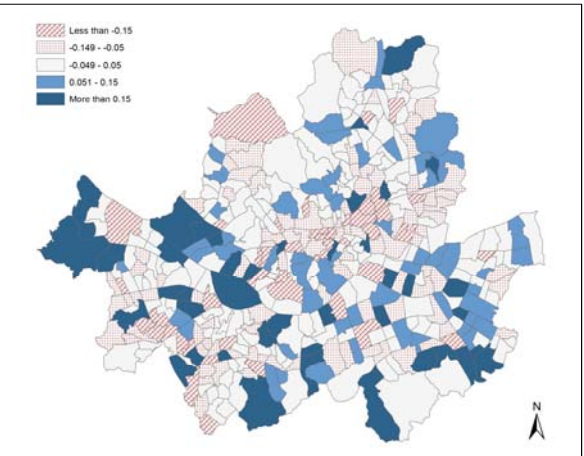 Less than -0.15
-0.149 - -0.05
-0.049 - 0.05
0.051 - 0.15
More than 0.15
N